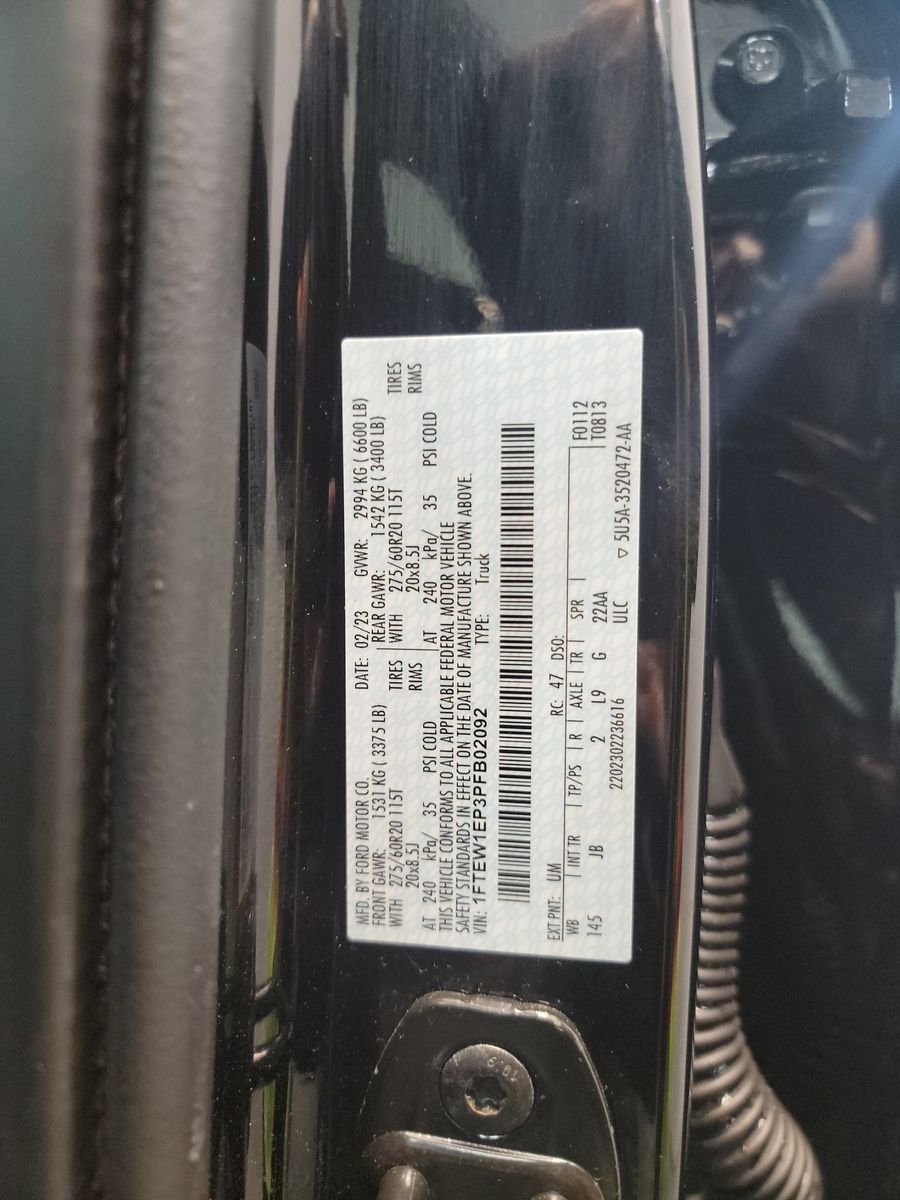 MFD. BY FORD MOTOR CO. DATE: 02/23 GVWR: 2994 KG ( 6600 LB)
FRONT GAWR: 1531 KG ( 3375 LB) REAR GAWR: 1542 KG ( 3400 LB)
WITH 275/60R20 115T TIRES WITH 275/60R20 115T TIRES
20x8.5J RIMS 20x8.5J RIMS
AT 240 kPa/ 35 PSI COLD AT 240 kPa/ 35 PSI COLD
THIS VEHICLE CONFORMS TO ALL APPLICABLE FEDERAL MOTOR VEHICLE
SAFETY STANDARDS IN EFFECT ON THE DATE OF MANUFACTURE SHOWN ABOVE.
VIN: 1FTEW1EP3PFB02092 TYPE: Truck
EXT PNT: UM RC: 47 DSO:
WB | INT TR | TP/PS | R | AXLE | TR | SPR | F0112
145 JB 2 L9 G 22AA T0813
ULC
2202302236616 ▽ 5U5A-3520472-AA